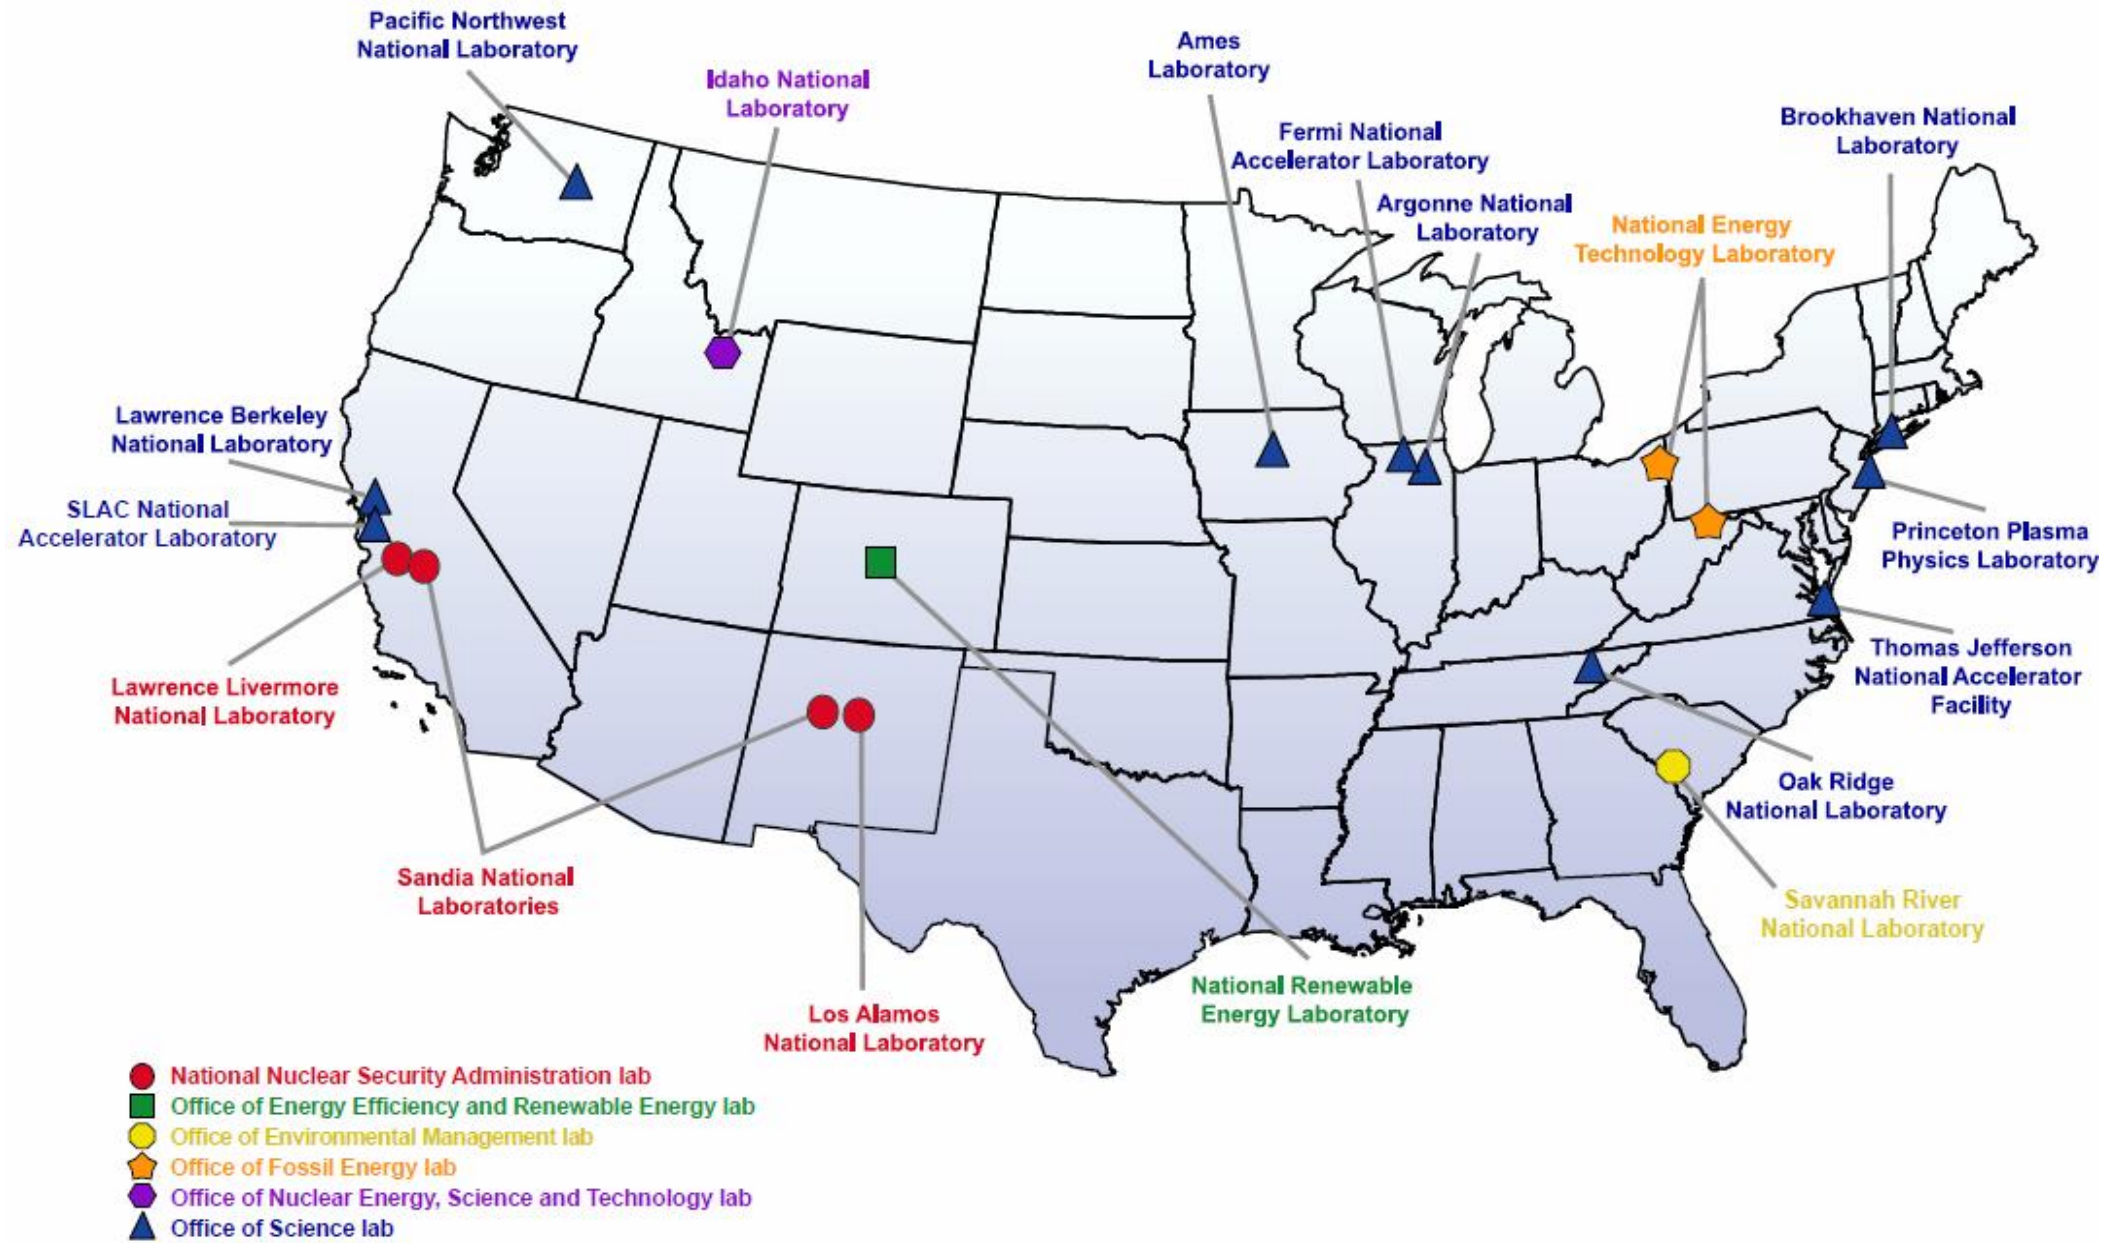 Pacific Northwest
National Laboratory
Idaho National
Laboratory
Ames
Laboratory
Fermi National
Accelerator Laboratory
Argonne National
Laboratory
National Energy
Technology Laboratory
Brookhaven National
Laboratory
Lawrence Berkeley
National Laboratory
SLAC National
Accelerator Laboratory
Lawrence Livermore
National Laboratory
Sandia National
Laboratories
Los Alamos
National Laboratory
National Renewable
Energy Laboratory
Princeton Plasma
Physics Laboratory
Thomas Jefferson
National Accelerator
Facility
Oak Ridge
National Laboratory
Savannah River
National Laboratory
National Nuclear Security Administration lab
Office of Energy Efficiency and Renewable Energy lab
Office of Environmental Management lab
Office of Fossil Energy lab
Office of Nuclear Energy, Science and Technology lab
Office of Science lab